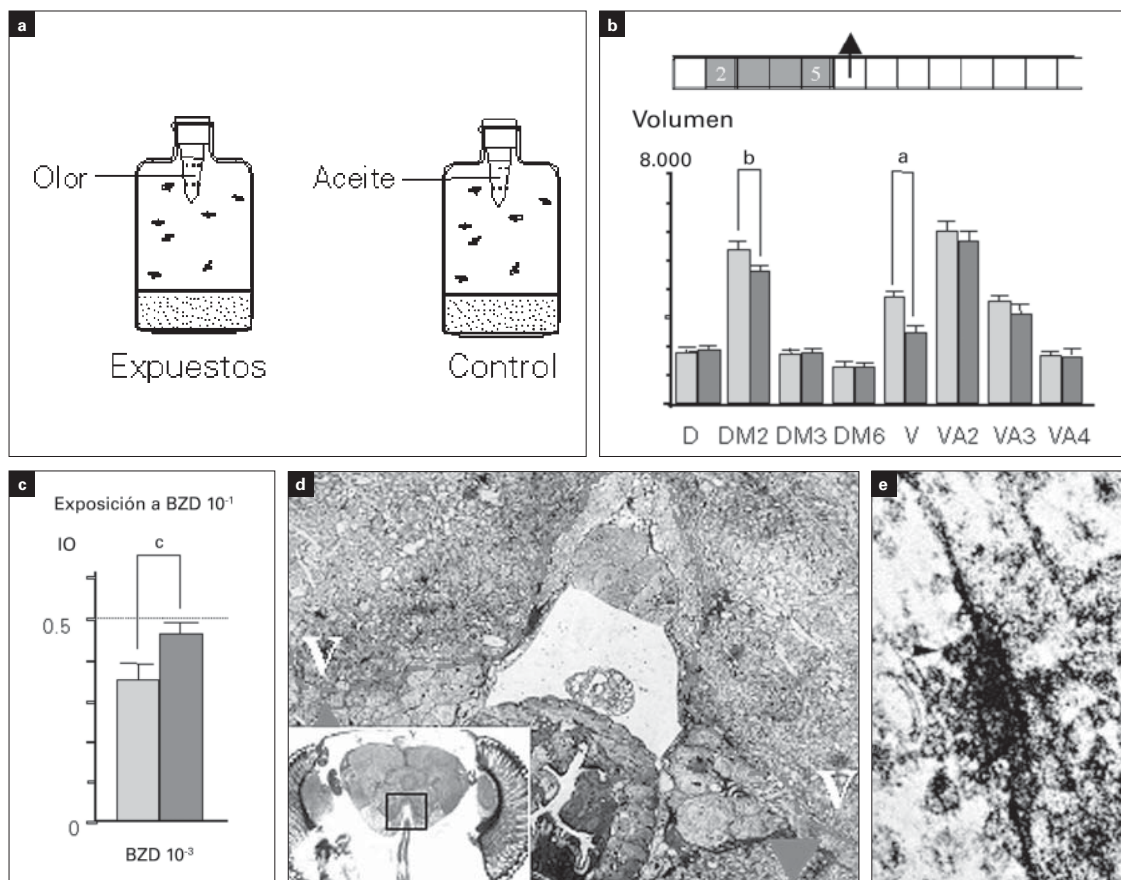 a
Olor
Aceite
Expuestos
Control
b
2 5
Volumen
8.000
b
a
D DM2 DM3 DM6 V VA2 VA3 VA4
c
Exposición a BZD 10⁻¹
IO
c
0.5
0
BZD 10⁻³
d
V
V
e